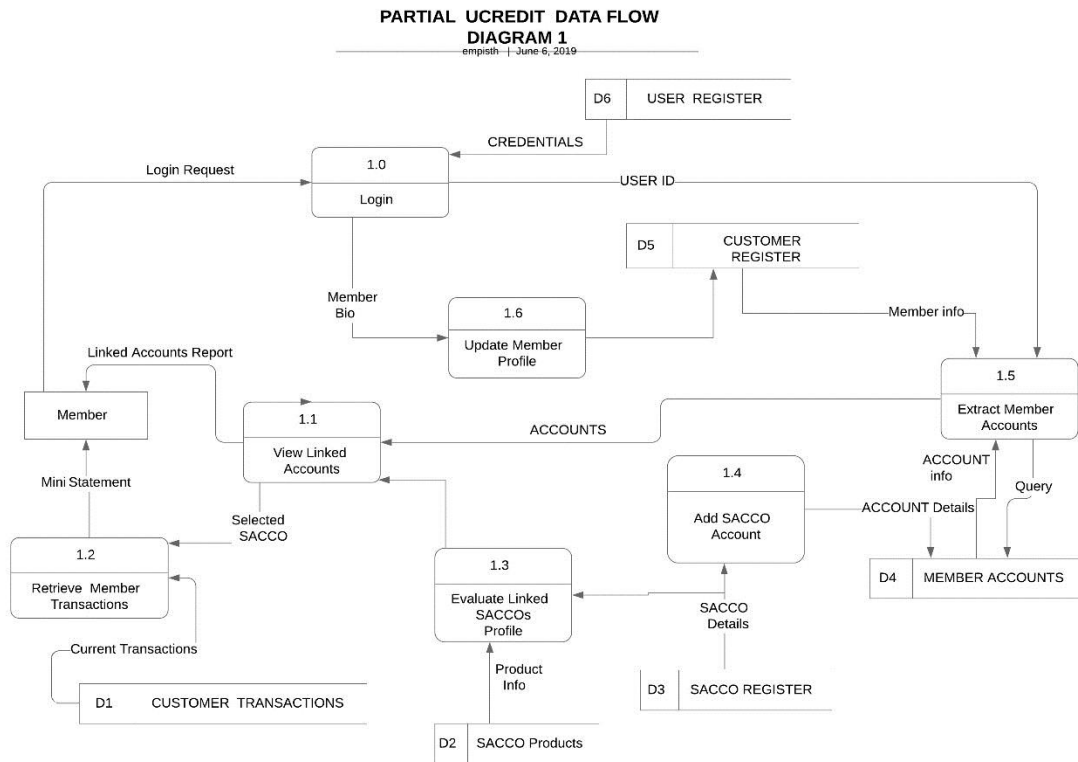 PARTIAL UCREDIT DATA FLOW
DIAGRAM 1
empisth | June 6, 2019
D6 USER REGISTER
CREDENTIALS
1.0
Login Request
Login
USER ID
D5 CUSTOMER
REGISTER
Member
Bio
1.6
Update Member
Profile
Member info
Linked Accounts Report
Member
1.1
View Linked
Accounts
ACCOUNTS
1.5
Extract Member
Accounts
ACCOUNT
info
Query
Mini Statement
Selected
SACCO
1.4
Add SACCO
Account
ACCOUNT Details
1.2
Retrieve Member
Transactions
1.3
Evaluate Linked
SACCOs
Profile
D4 MEMBER ACCOUNTS
SACCO
Details
Current Transactions
Product
Info
D1 CUSTOMER TRANSACTIONS
D3 SACCO REGISTER
D2 SACCO Products